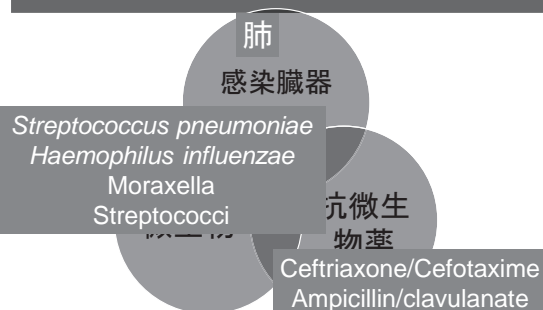 肺
感染臓器
Streptococcus pneumoniae
Haemophilus influenzae
Moraxella
Streptococci
抗微生
物薬
Ceftriaxone/Cefotaxime
Ampicillin/clavulanate